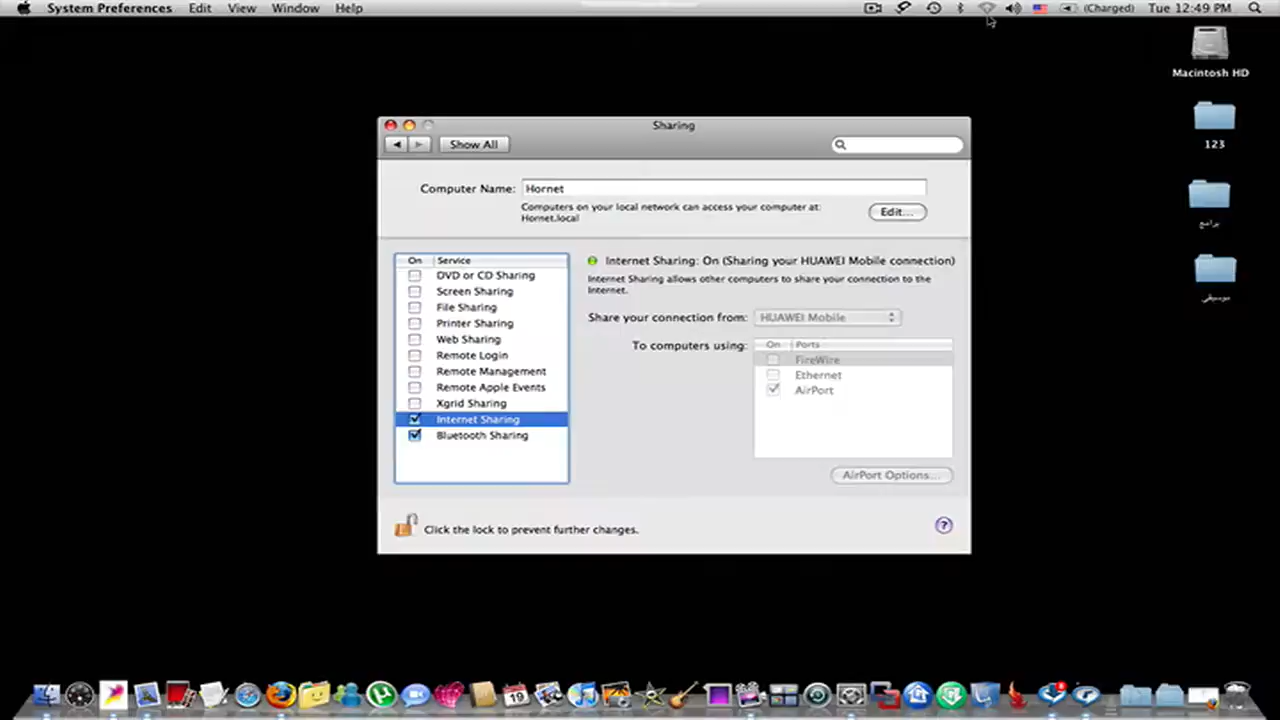 System Preferences Edit View Window Help (Charged) Tue 12:49 PM
Macintosh HD
123
برامج
موسيقى
Sharing
Show All
Computer Name: Hornet
Computers on your local network can access your computer at:
Hornet.local
Edit...
On Service
DVD or CD Sharing
Screen Sharing
File Sharing
Printer Sharing
Web Sharing
Remote Login
Remote Management
Remote Apple Events
Xgrid Sharing
Internet Sharing
Bluetooth Sharing
Internet Sharing: On (Sharing your HUAWEI Mobile connection)
Internet Sharing allows other computers to share your connection to the
Internet.
Share your connection from: HUAWEI Mobile
To computers using:
On Ports
FireWire
Ethernet
AirPort
AirPort Options...
Click the lock to prevent further changes.
?
19